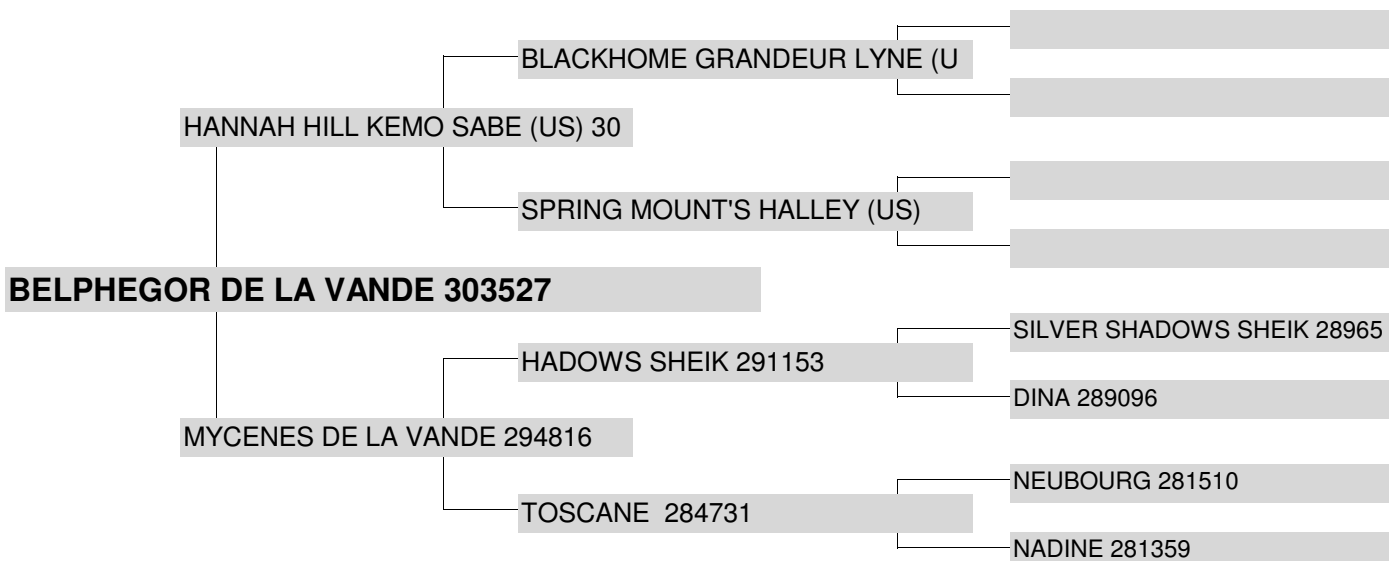 BLACKHOME GRANDEUR LYNE (U
HANNAH HILL KEMO SABE (US) 30
SPRING MOUNT'S HALLEY (US)
BELPHEGOR DE LA VANDE 303527
SILVER SHADOWS SHEIK 28965
HADOWS SHEIK 291153
DINA 289096
MYCENES DE LA VANDE 294816
NEUBOURG 281510
TOSCANE  284731
NADINE 281359